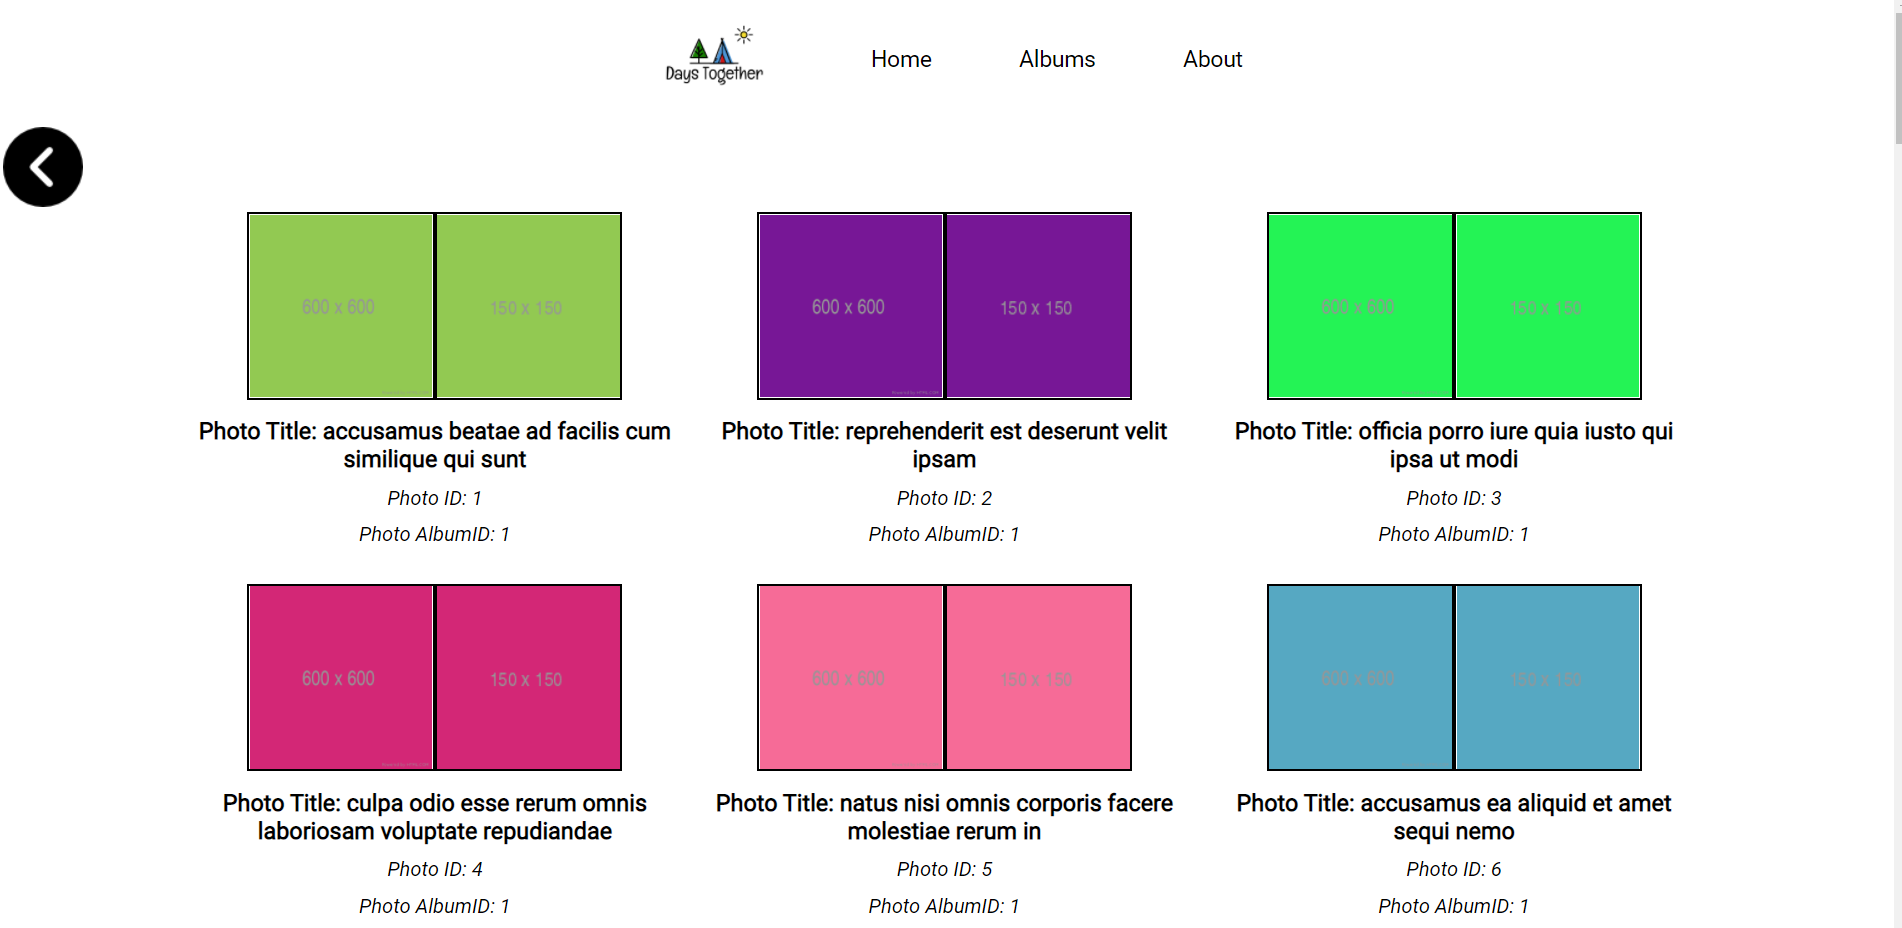 Days Together
Home
Albums
About
600 x 600
150 x 150
600 x 600
150 x 150
600 x 600
150 x 150
Photo Title: accusamus beatae ad facilis cum
similique qui sunt
Photo ID: 1
Photo AlbumID: 1
Photo Title: reprehenderit est deserunt velit
ipsam
Photo ID: 2
Photo AlbumID: 1
Photo Title: officia porro iure quia iusto qui
ipsa ut modi
Photo ID: 3
Photo AlbumID: 1
600 x 600
150 x 150
600 x 600
150 x 150
600 x 600
150 x 150
Photo Title: culpa odio esse rerum omnis
laboriosam voluptate repudiandae
Photo ID: 4
Photo AlbumID: 1
Photo Title: natus nisi omnis corporis facere
molestiae rerum in
Photo ID: 5
Photo AlbumID: 1
Photo Title: accusamus ea aliquid et amet
sequi nemo
Photo ID: 6
Photo AlbumID: 1